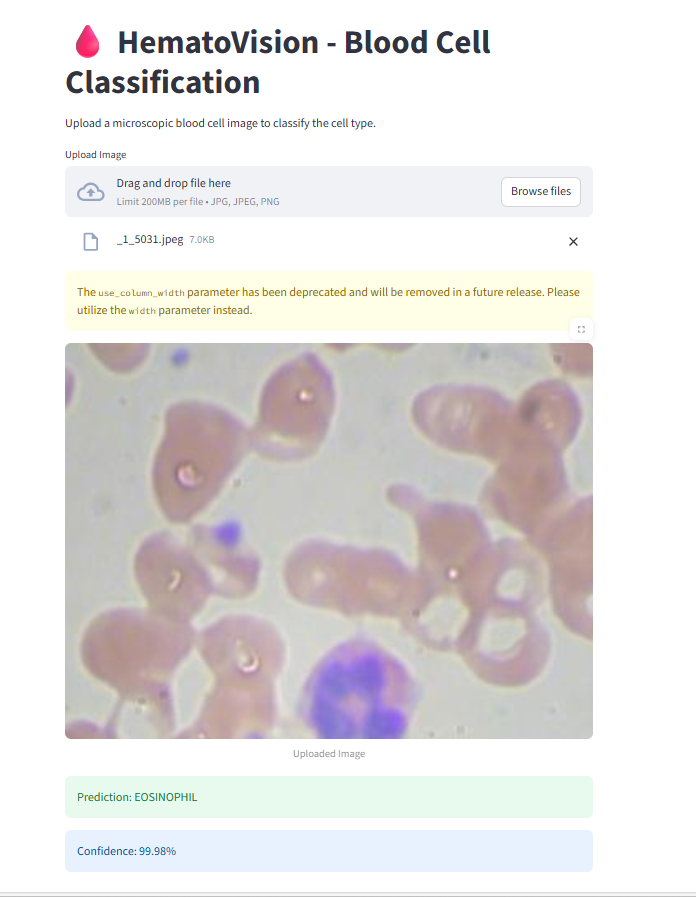 HematoVision - Blood Cell
Classification
Upload a microscopic blood cell image to classify the cell type.
Upload Image
Drag and drop file here
Limit 200MB per file • JPG, JPEG, PNG
Browse files
_1_5031.jpeg 7.0KB
The use_column_width parameter has been deprecated and will be removed in a future release. Please
utilize the width parameter instead.
Uploaded Image
Prediction: EOSINOPHIL
Confidence: 99.98%